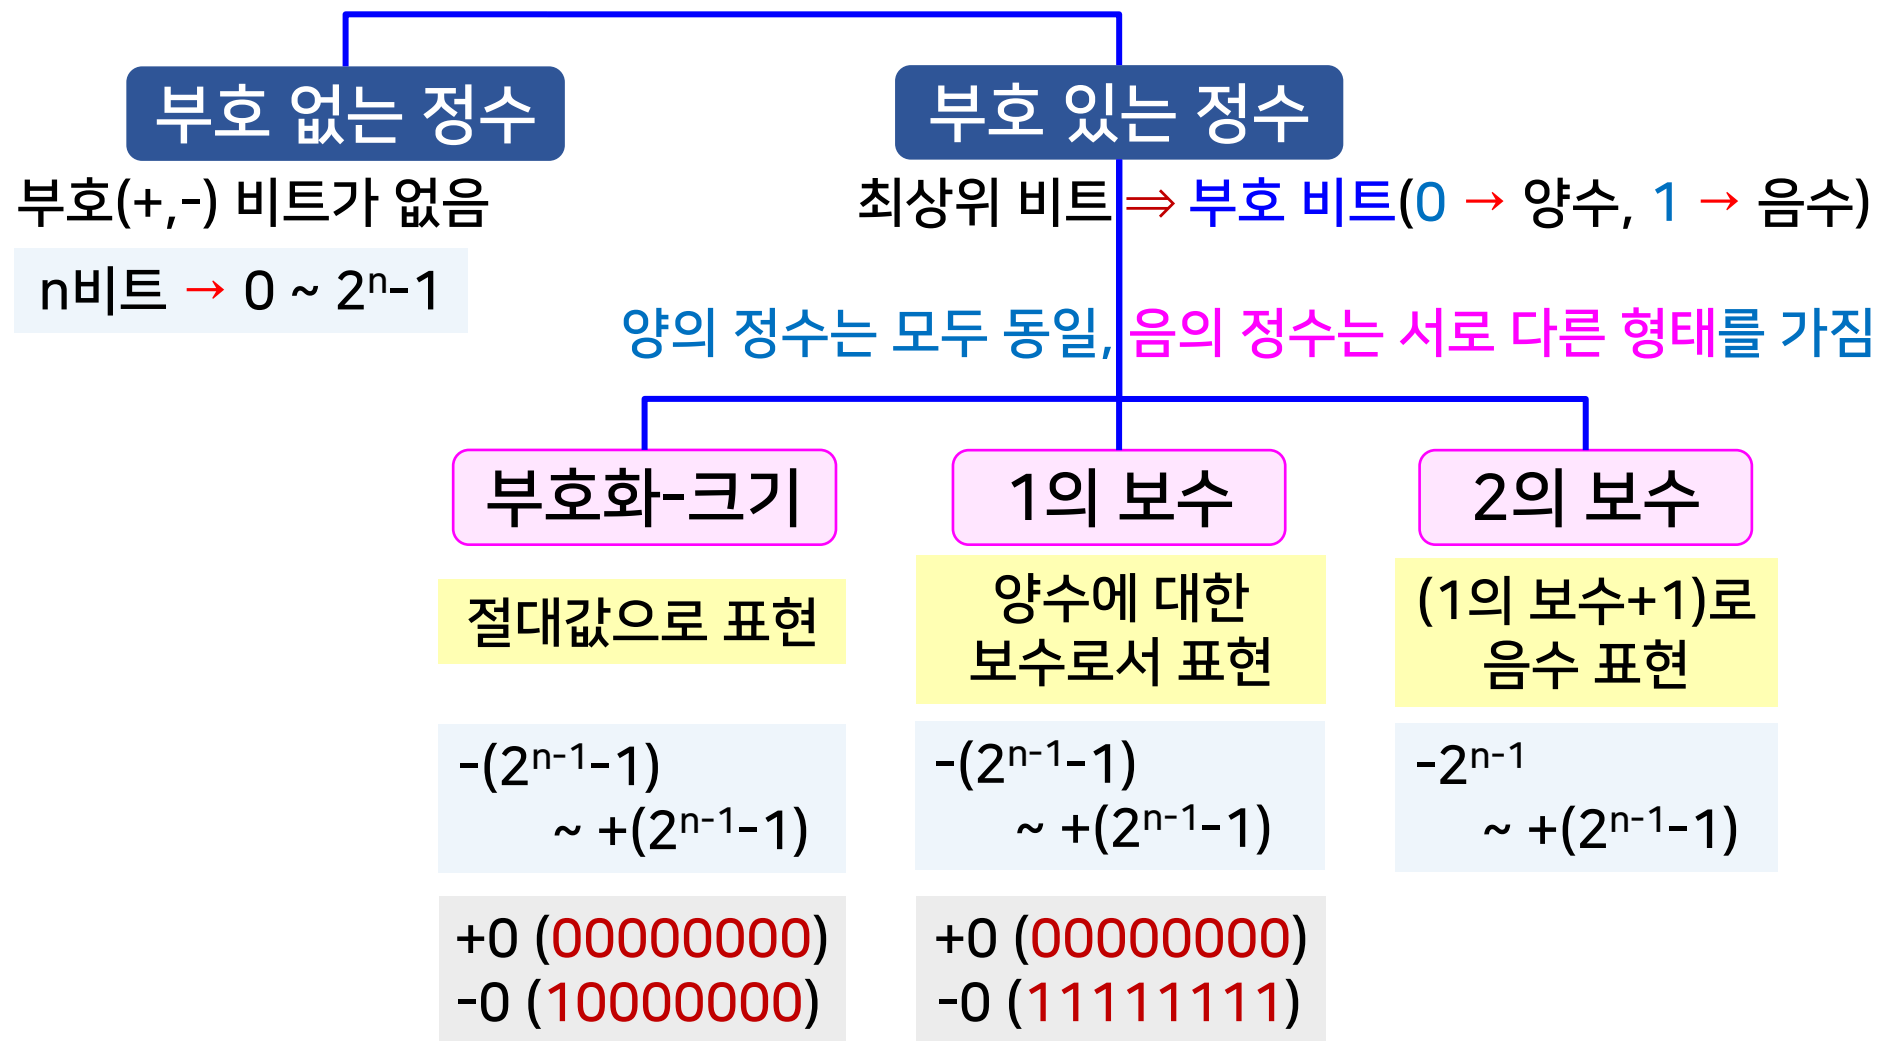 부호 없는 정수
부호(+,-) 비트가 없음
n비트 → 0 ~ 2ⁿ-1
부호 있는 정수
최상위 비트 ⇒ 부호 비트(0 → 양수, 1 → 음수)
양의 정수는 모두 동일, 음의 정수는 서로 다른 형태를 가짐
부호화-크기
절대값으로 표현
-(2ⁿ⁻¹-1)
~ +(2ⁿ⁻¹-1)
+0 (00000000)
-0 (10000000)
1의 보수
양수에 대한
보수로서 표현
-(2ⁿ⁻¹-1)
~ +(2ⁿ⁻¹-1)
+0 (00000000)
-0 (11111111)
2의 보수
(1의 보수+1)로
음수 표현
-2ⁿ⁻¹
~ +(2ⁿ⁻¹-1)